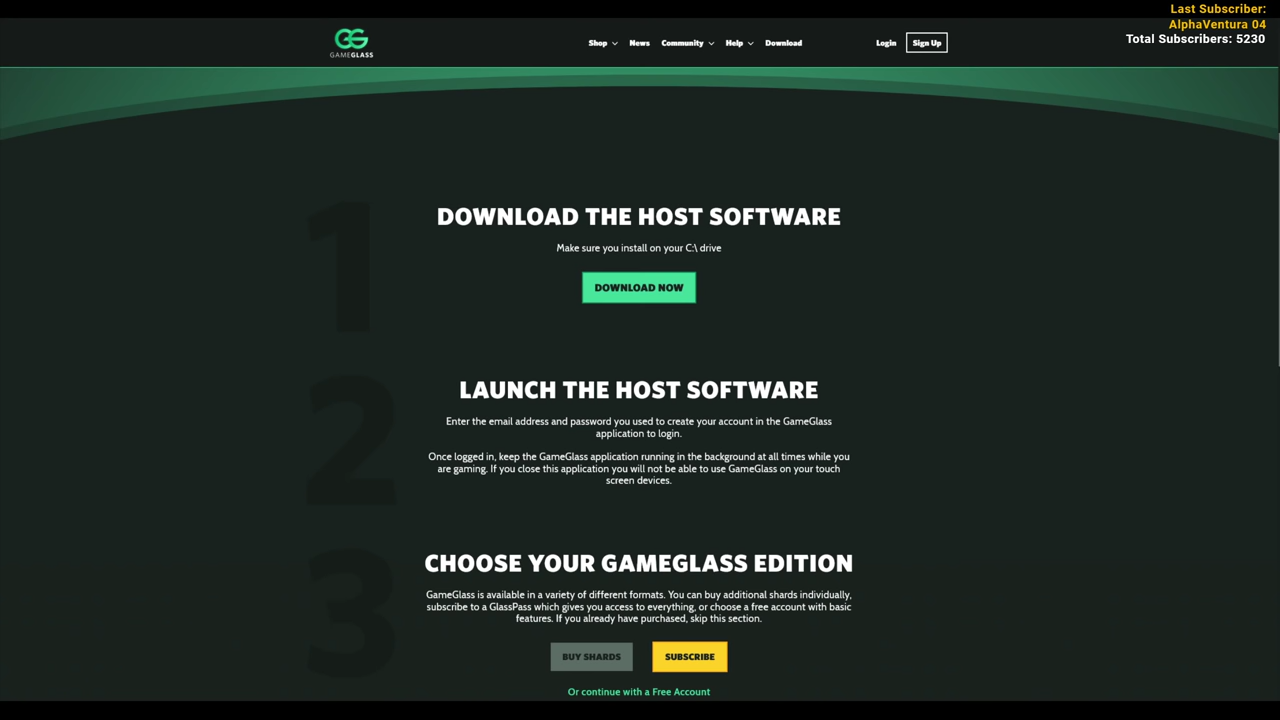 Last Subscriber:
AlphaVentura 04
Total Subscribers: 5230
GAMEGLASS
Shop News Community Help Download Login Sign Up
1
DOWNLOAD THE HOST SOFTWARE
Make sure you install on your C:\ drive
DOWNLOAD NOW
2
LAUNCH THE HOST SOFTWARE
Enter the email address and password you used to create your account in the GameGlass
application to login.
Once logged in, keep the GameGlass application running in the background at all times while you
are gaming. If you close this application you will not be able to use GameGlass on your touch
screen devices.
3
CHOOSE YOUR GAMEGLASS EDITION
GameGlass is available in a variety of different formats. You can buy additional shards individually,
subscribe to a GlassPass which gives you access to everything, or choose a free account with basic
features. If you already have purchased, skip this section.
BUY SHARDS SUBSCRIBE
Or continue with a Free Account